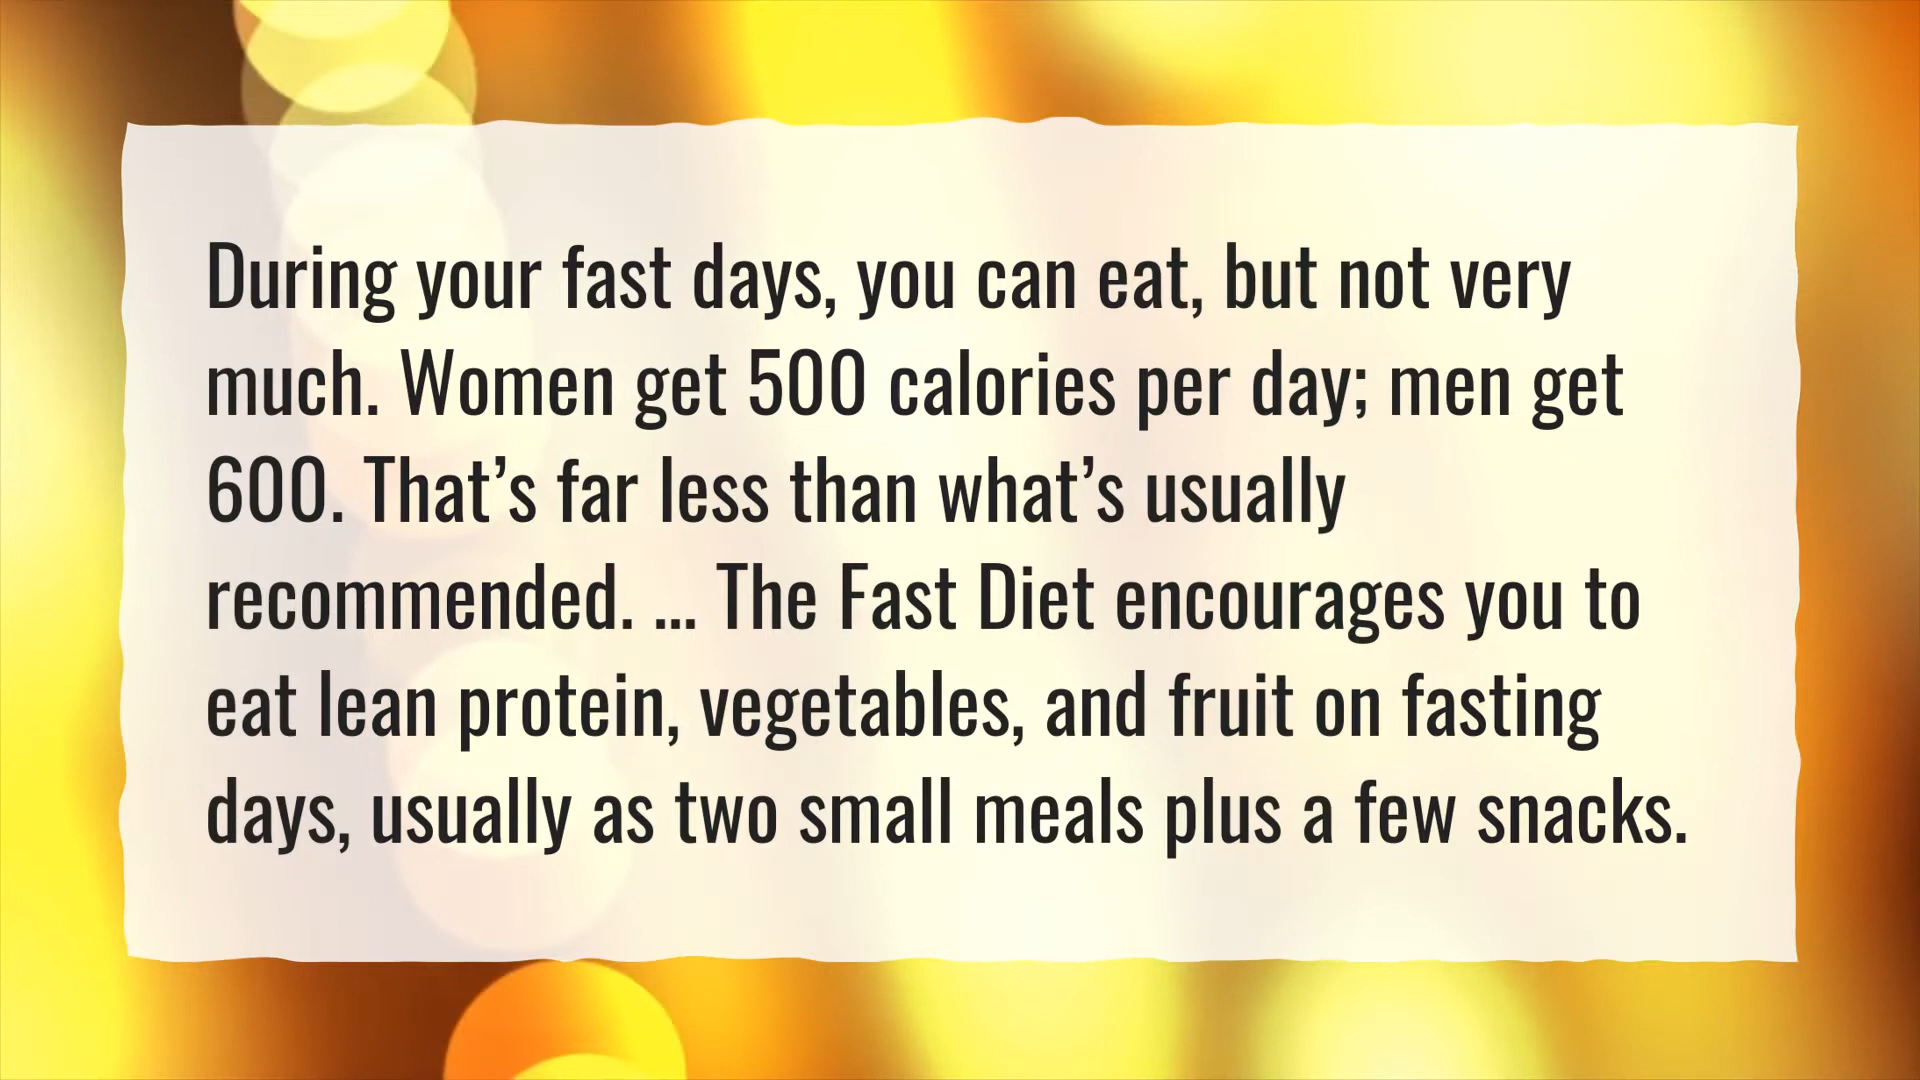 During your fast days, you can eat, but not very
much. Women get 500 calories per day; men get
600. That’s far less than what’s usually
recommended. ... The Fast Diet encourages you to
eat lean protein, vegetables, and fruit on fasting
days, usually as two small meals plus a few snacks.